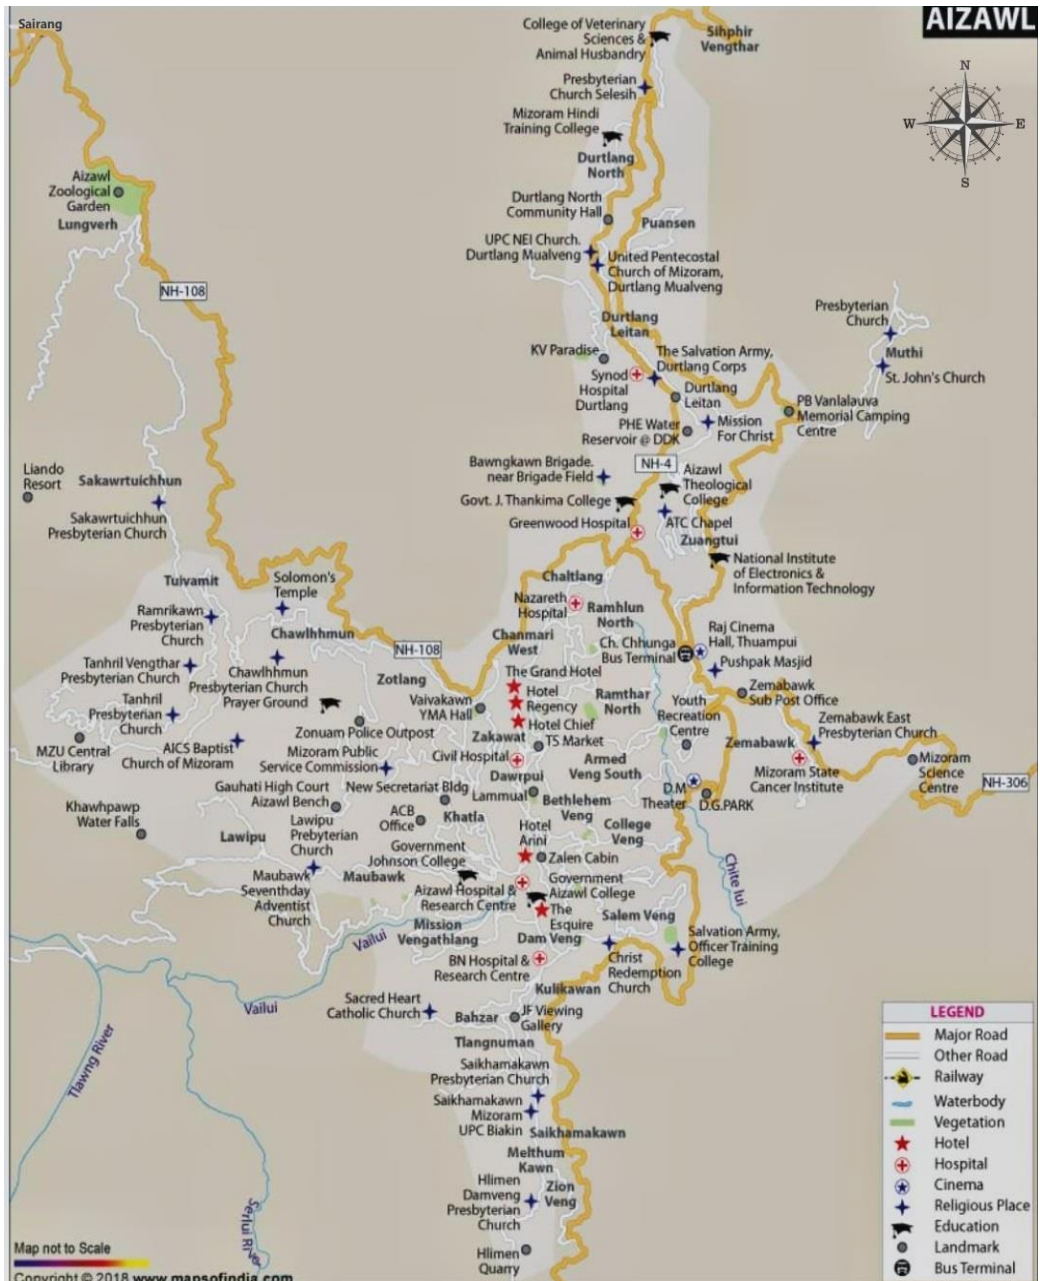 AIZAWL
Sairang
College of Veterinary
Sciences &
Animal Husbandry
Sihphir
Vengthar
N
W
E
S
Presbyterian
Church Selesih
Mizoram Hindi
Training College
Durtlang
North
Aizawl
Zoological
Garden
Lungverh
Durtlang North
Community Hall
Puansen
UPC NEI Church.
Durtlang Mualveng
United Pentecostal
Church of Mizoram,
Durtlang Mualveng
NH-108
Durtlang
Leitan
Presbyterian
Church
Muthi
St. John's Church
KV Paradise
The Salvation Army,
Durtlang Corps
Synod
Hospital
Durtlang
Durtlang
Leitan
PB Vanlalauva
Memorial Camping
Centre
PHE Water
Reservoir @ DDK
Mission
For Christ
NH-4
Liando
Resort
Sakawrtuichhun
Sakawrtuichhun
Presbyterian Church
Bawngkawn Brigade.
near Brigade Field
Aizawl
Theological
College
Govt. J. Thankima College
Greenwood Hospital
ATC Chapel
Zuangtui
National Institute
of Electronics &
Information Technology
Tuivamit
Solomon's
Temple
Chaltlang
Nazareth
Hospital
Ramhlun
North
Ramrikawn
Presbyterian
Church
Chawlhhmun
NH-108
Chanmari
West
Ch. Chhunga
Bus Terminal
Raj Cinema
Hall, Thuampui
Pushpak Masjid
Tanhril Vengthar
Presbyterian Church
Chawlhhmun
Presbyterian Church
Prayer Ground
Zotlang
The Grand Hotel
Hotel
Regency
Hotel Chief
Ramthar
North
Youth
Recreation
Centre
Zemabawk
Sub Post Office
Tanhril
Presbyterian
Church
Vaivakawn
YMA Hall
Zonuam Police Outpost
Zakawat
TS Market
Zemabawk East
Presbyterian Church
Zemabawk
MZU Central
Library
AICS Baptist
Church of Mizoram
Mizoram Public
Service Commission
Civil Hospital
Dawrpui
Armed
Veng South
Mizoram State
Cancer Institute
Mizoram
Science
Centre
NH-306
Gauhati High Court
Aizawl Bench
New Secretariat Bldg
Lammual
Bethlehem
Veng
D.M
Theater
D.G.PARK
Khawhpawp
Water Falls
ACB
Office
Khatla
Lawipu
Lawipu
Prebyterian
Church
Hotel
Arini
College
Veng
Government
Johnson College
Zalen Cabin
Maubawk
Seventhday
Adventist
Church
Maubawk
Aizawl Hospital &
Research Centre
Government
Aizawl College
The
Esquire
Chite lui
Mission
Vengathlang
Salem Veng
Dam Veng
Vailui
Salvation Army,
Officer Training
College
BN Hospital &
Research Centre
Christ
Redemption
Church
Kulikawan
Vailui
Sacred Heart
Catholic Church
Bahzar
JF Viewing
Gallery
Tlangnuman
Tlawng River
Saikhamakawn
Presbyterian Church
Saikhamakawn
Mizoram
UPC Biakin
Saikhamakawn
Melthum
Kawn
Hlimen
Damveng
Presbyterian
Church
Zion
Veng
Serlui River
Hlimen
Quarry
LEGEND
Major Road
Other Road
Railway
Waterbody
Vegetation
Hotel
Hospital
Cinema
Religious Place
Education
Landmark
Bus Terminal
Map not to Scale
Copyright © 2018 www.mapsofindia.com